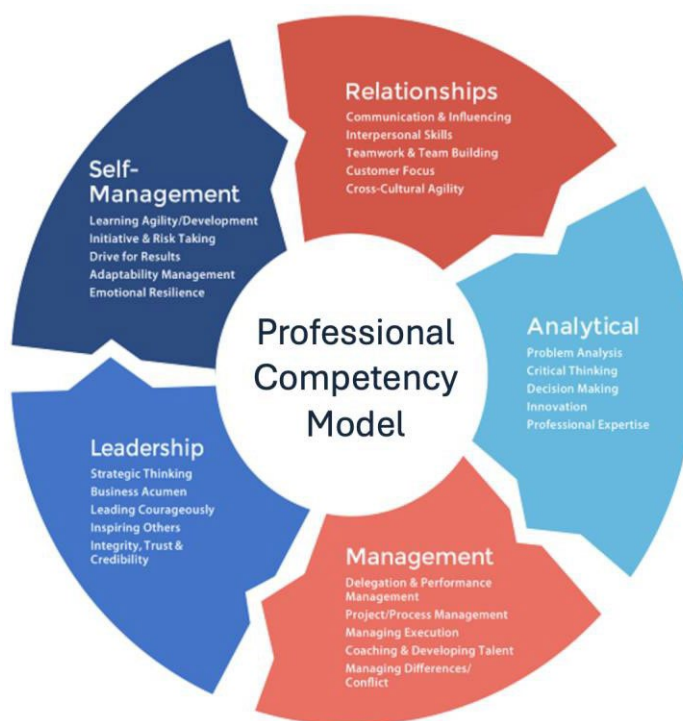 Relationships
Communication & Influencing
Interpersonal Skills
Teamwork & Team Building
Customer Focus
Cross-Cultural Agility
Analytical
Problem Analysis
Critical Thinking
Decision Making
Innovation
Professional Expertise
Management
Delegation & Performance
Management
Project/Process Management
Managing Execution
Coaching & Developing Talent
Managing Differences/
Conflict
Leadership
Strategic Thinking
Business Acumen
Leading Courageously
Inspiring Others
Integrity, Trust &
Credibility
Self-
Management
Learning Agility/Development
Initiative & Risk Taking
Drive for Results
Adaptability Management
Emotional Resilience
Professional
Competency
Model